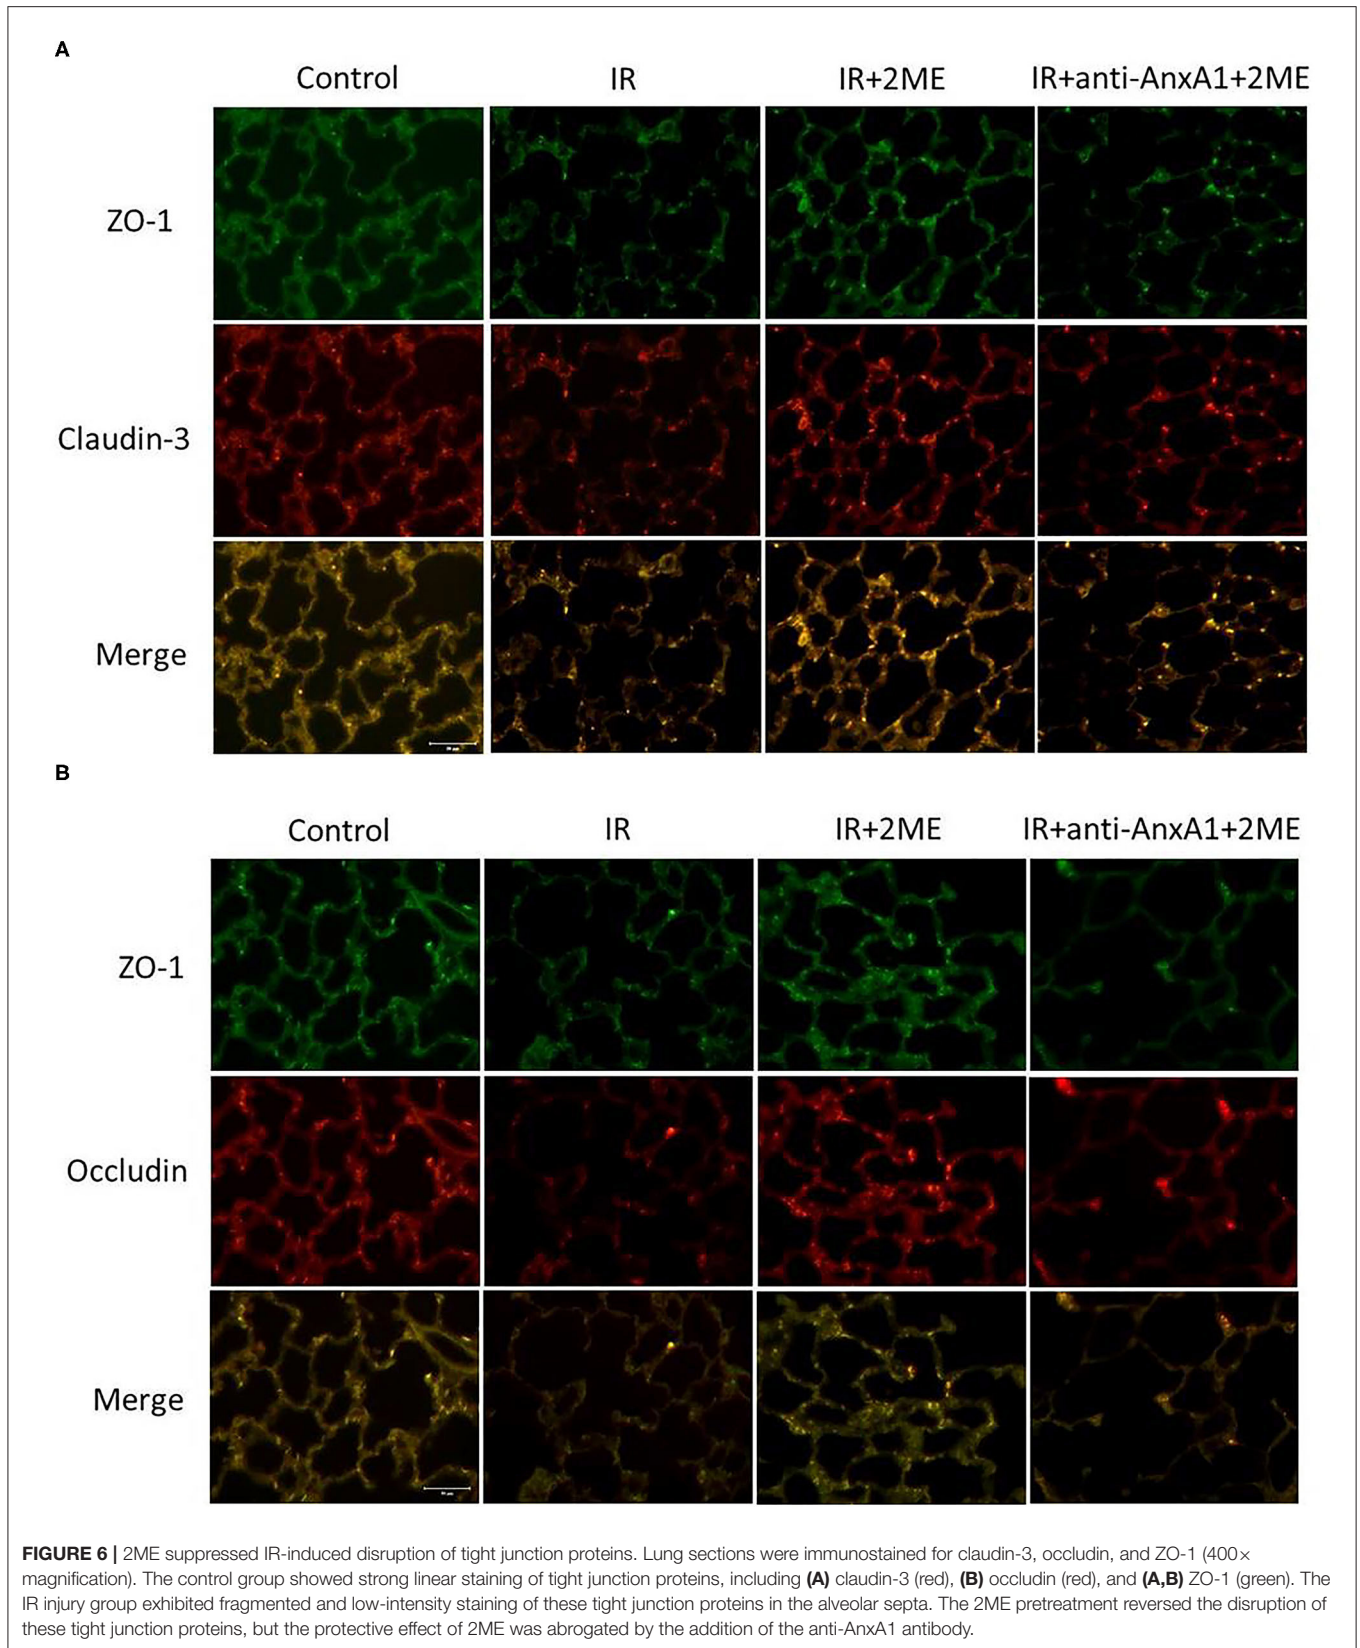 A
Control IR IR+2ME IR+anti-AnxA1+2ME
ZO-1
Claudin-3
Merge
B
Control IR IR+2ME IR+anti-AnxA1+2ME
ZO-1
Occludin
Merge
FIGURE 6 | 2ME suppressed IR-induced disruption of tight junction proteins. Lung sections were immunostained for claudin-3, occludin, and ZO-1 (400×
magnification). The control group showed strong linear staining of tight junction proteins, including (A) claudin-3 (red), (B) occludin (red), and (A,B) ZO-1 (green). The
IR injury group exhibited fragmented and low-intensity staining of these tight junction proteins in the alveolar septa. The 2ME pretreatment reversed the disruption of
these tight junction proteins, but the protective effect of 2ME was abrogated by the addition of the anti-AnxA1 antibody.